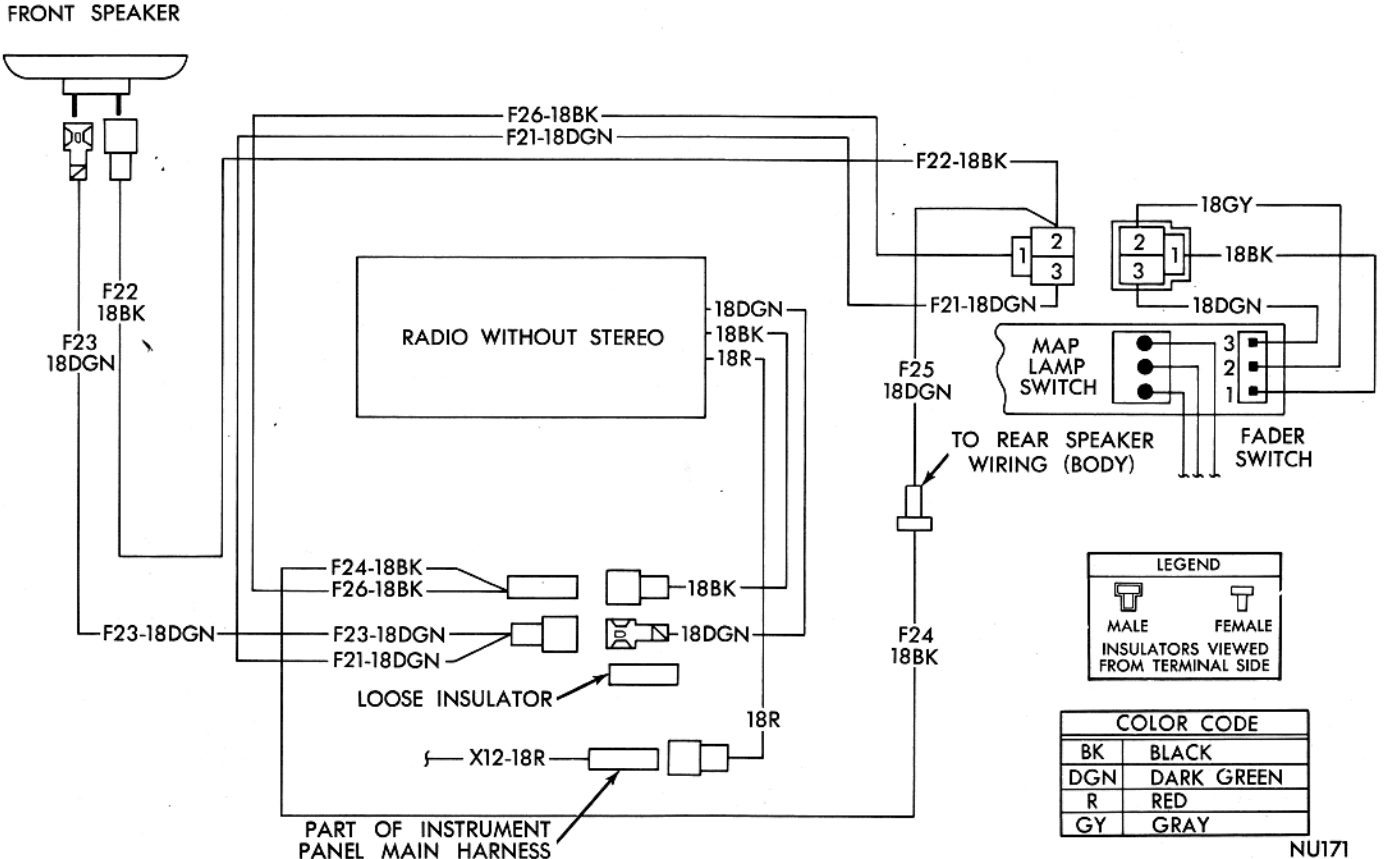 FRONT SPEAKER
F26-18BK
F21-18DGN
F22-18BK
18GY
2
1
3
2
1
3
18BK
F21-18DGN
18DGN
F22
18BK
F23
18DGN
RADIO WITHOUT STEREO
18DGN
18BK
18R
MAP
LAMP
SWITCH
3
2
1
F25
18DGN
TO REAR SPEAKER
WIRING (BODY)
FADER
SWITCH
F24-18BK
F26-18BK
18BK
F23-18DGN
F23-18DGN
18DGN
F21-18DGN
F24
18BK
LOOSE INSULATOR
18R
X12-18R
PART OF INSTRUMENT
PANEL MAIN HARNESS
LEGEND
MALE FEMALE
INSULATORS VIEWED
FROM TERMINAL SIDE
COLOR CODE
BK BLACK
DGN DARK GREEN
R RED
GY GRAY
NU171